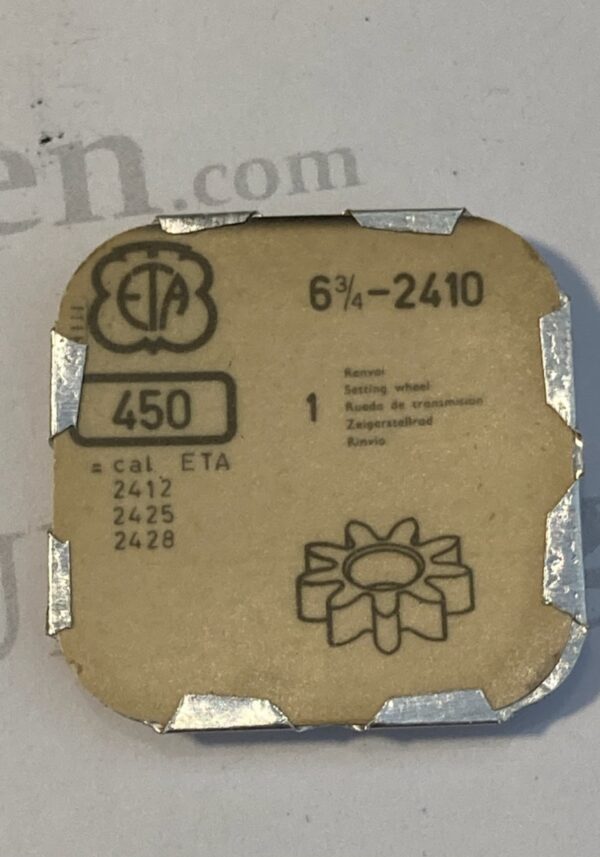 en.com
ETA
6¾-2410
450
1
Renvoi
Setting wheel
Rueda de transmision
Zeigerstellrad
Rinvio
= cal. ETA
2412
2425
2428